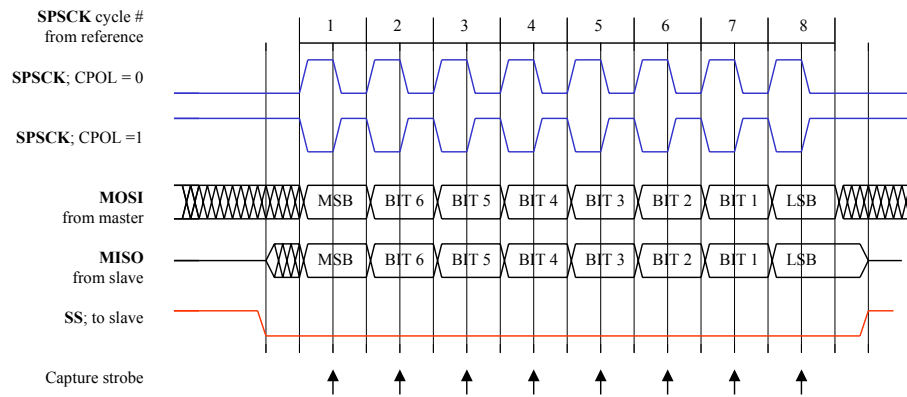 SPSCK cycle #
from reference
1 2 3 4 5 6 7 8
SPSCK; CPOL = 0
SPSCK; CPOL =1
MOSI
from master
MSB BIT 6 BIT 5 BIT 4 BIT 3 BIT 2 BIT 1 LSB
MISO
from slave
MSB BIT 6 BIT 5 BIT 4 BIT 3 BIT 2 BIT 1 LSB
SS; to slave
Capture strobe